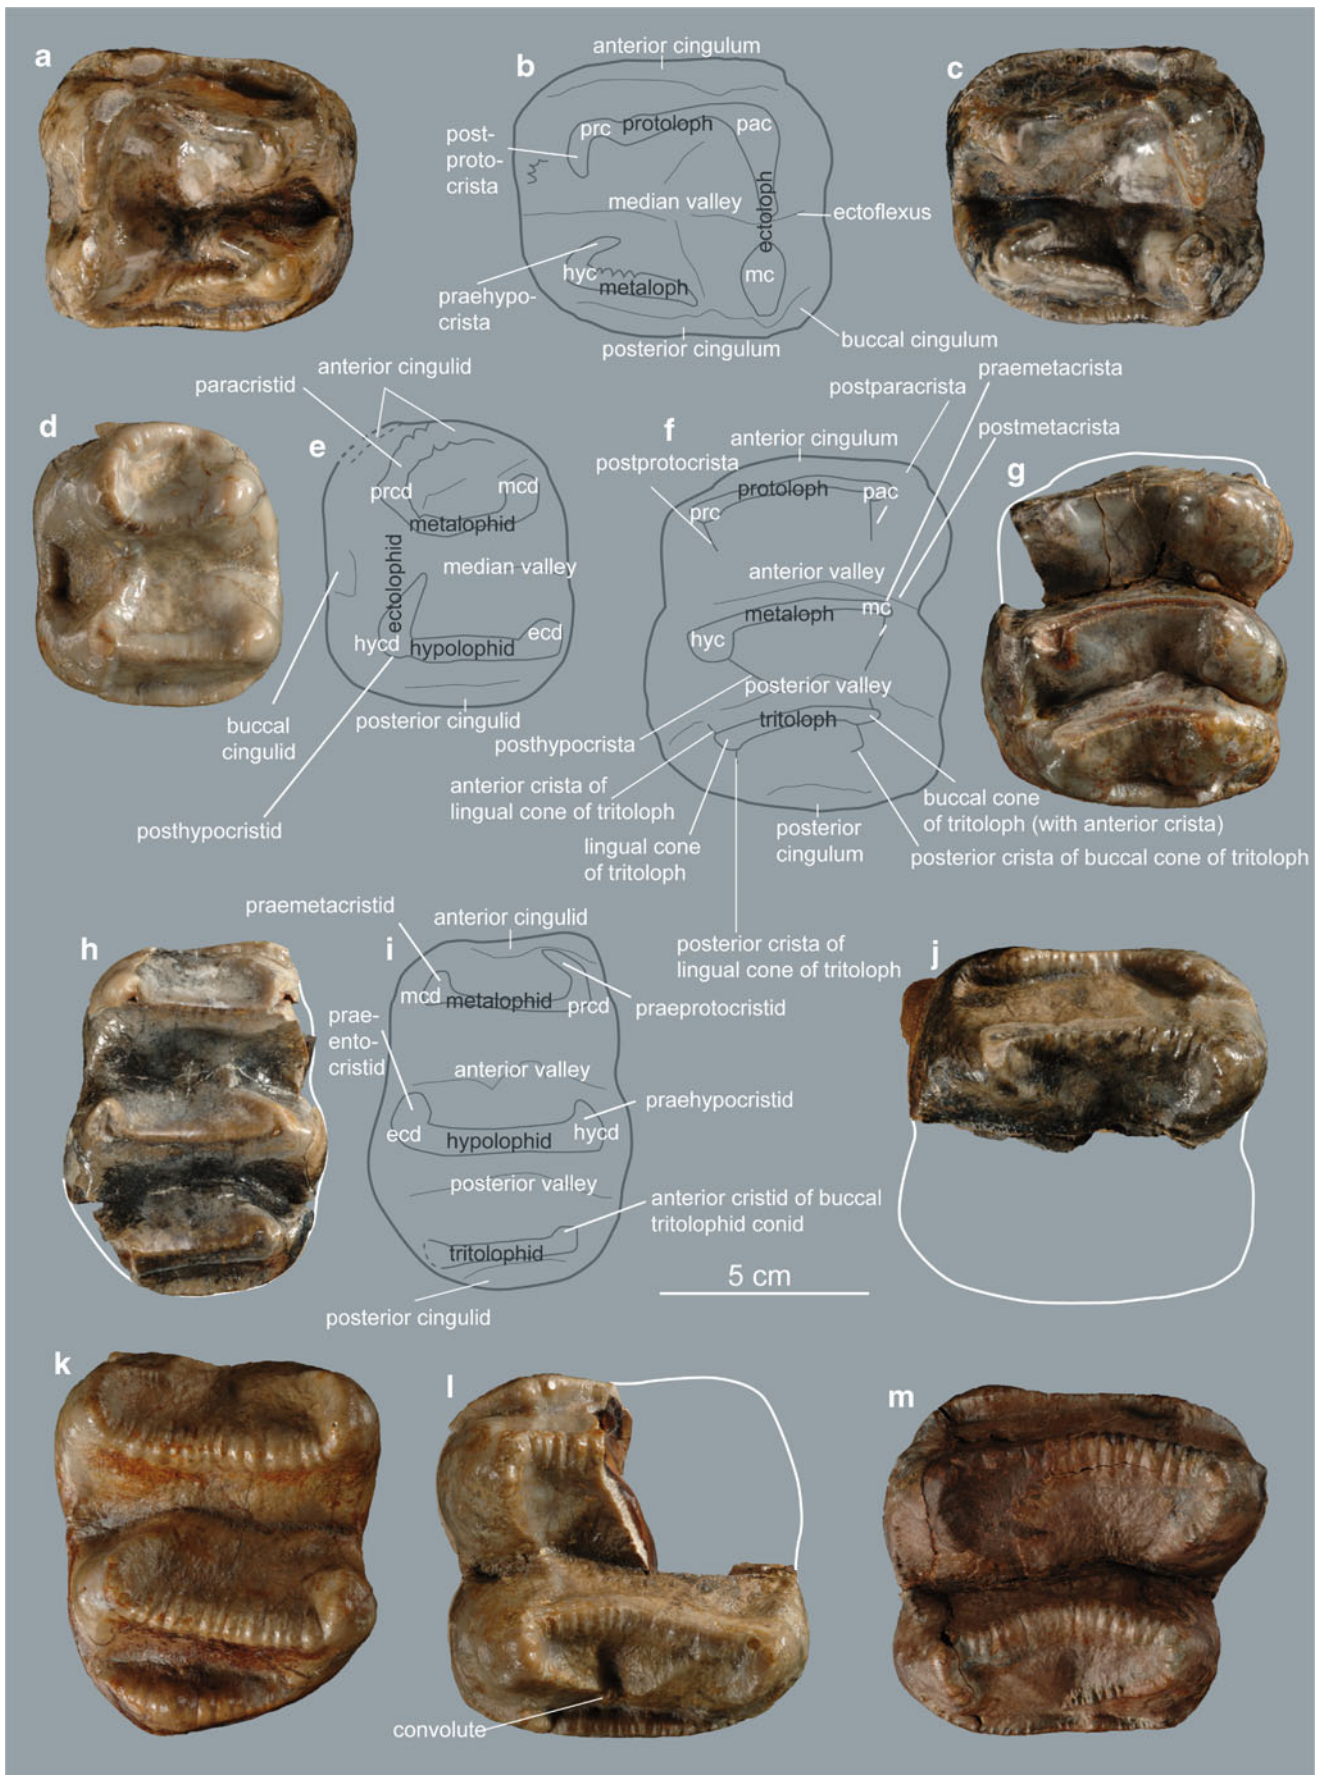 a
b
c
anterior cingulum
post-
proto-
crista
prc
protoloph
pac
median valley
ectoloph
ectoflexus
hyc
metaloph
mc
praehypo-
crista
posterior cingulum
buccal cingulum
d
e
f
g
anterior cingulid
paracristid
prcd
mcd
metalophid
median valley
ectolophid
hycd
hypolophid
ecd
buccal
cingulid
posterior cingulid
posthypocristid
praemetacrista
postparacrista
postmetacrista
anterior cingulum
postprotocrista
protoloph
pac
prc
anterior valley
metaloph
mc
hyc
posterior valley
tritoloph
posthypocrista
anterior crista of
lingual cone of tritoloph
lingual cone
of tritoloph
posterior
cingulum
buccal cone
of tritoloph (with anterior crista)
posterior crista of buccal cone of tritoloph
posterior crista of
lingual cone of tritoloph
h
i
j
praemetacristid
anterior cingulid
mcd
metalophid
prcd
praeprotocristid
prae-
ento-
cristid
anterior valley
praehypocristid
ecd
hypolophid
hycd
posterior valley
anterior cristid of buccal
tritolophid conid
tritolophid
posterior cingulid
5 cm
k
l
m
convolute